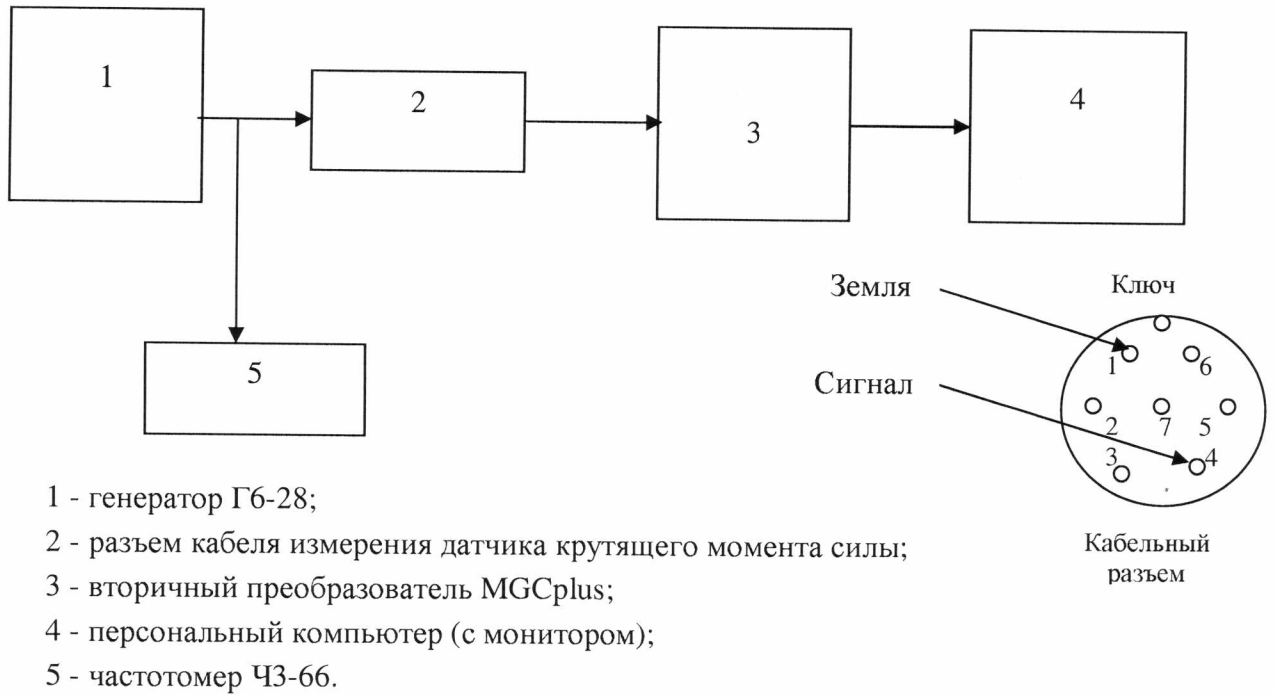 1
2
3
4
5
Земля
Ключ
Сигнал
1
6
2
7
5
3
4
1 - генератор Г6-28;
2 - разъем кабеля измерения датчика крутящего момента силы;
3 - вторичный преобразователь MGCplus;
4 - персональный компьютер (с монитором);
5 - частотомер ЧЗ-66.
Кабельный
разъем